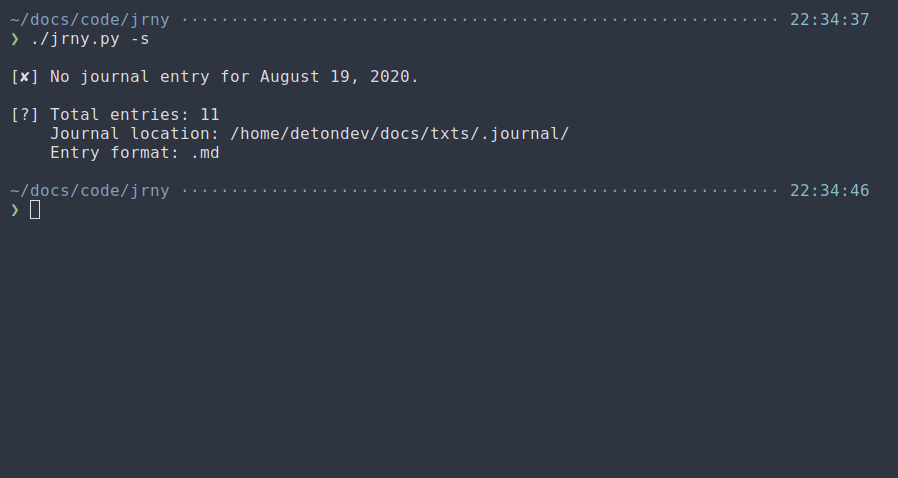 ~/docs/code/jrny ···························································· 22:34:37
❯ ./jrny.py -s
[✘] No journal entry for August 19, 2020.
[?] Total entries: 11
Journal location: /home/detondev/docs/txts/.journal/
Entry format: .md
~/docs/code/jrny ···························································· 22:34:46
❯